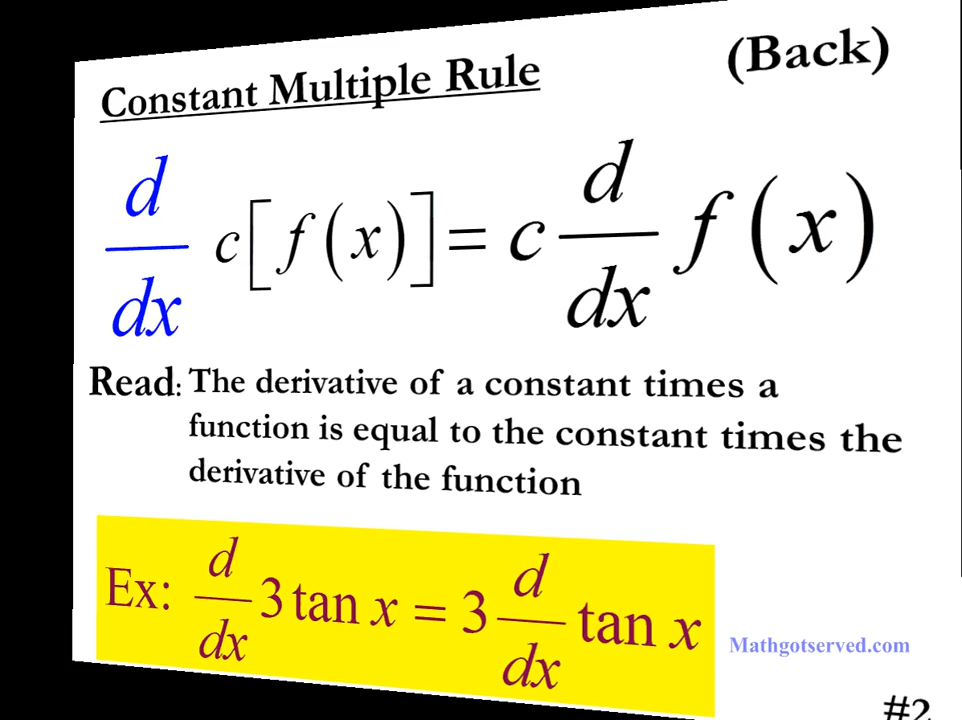 Constant Multiple Rule (Back)
d/dx c[f(x)] = c d/dx f(x)
Read: The derivative of a constant times a
function is equal to the constant times the
derivative of the function
Ex: d/dx 3 tan x = 3 d/dx tan x
Mathgotserved.com
#2